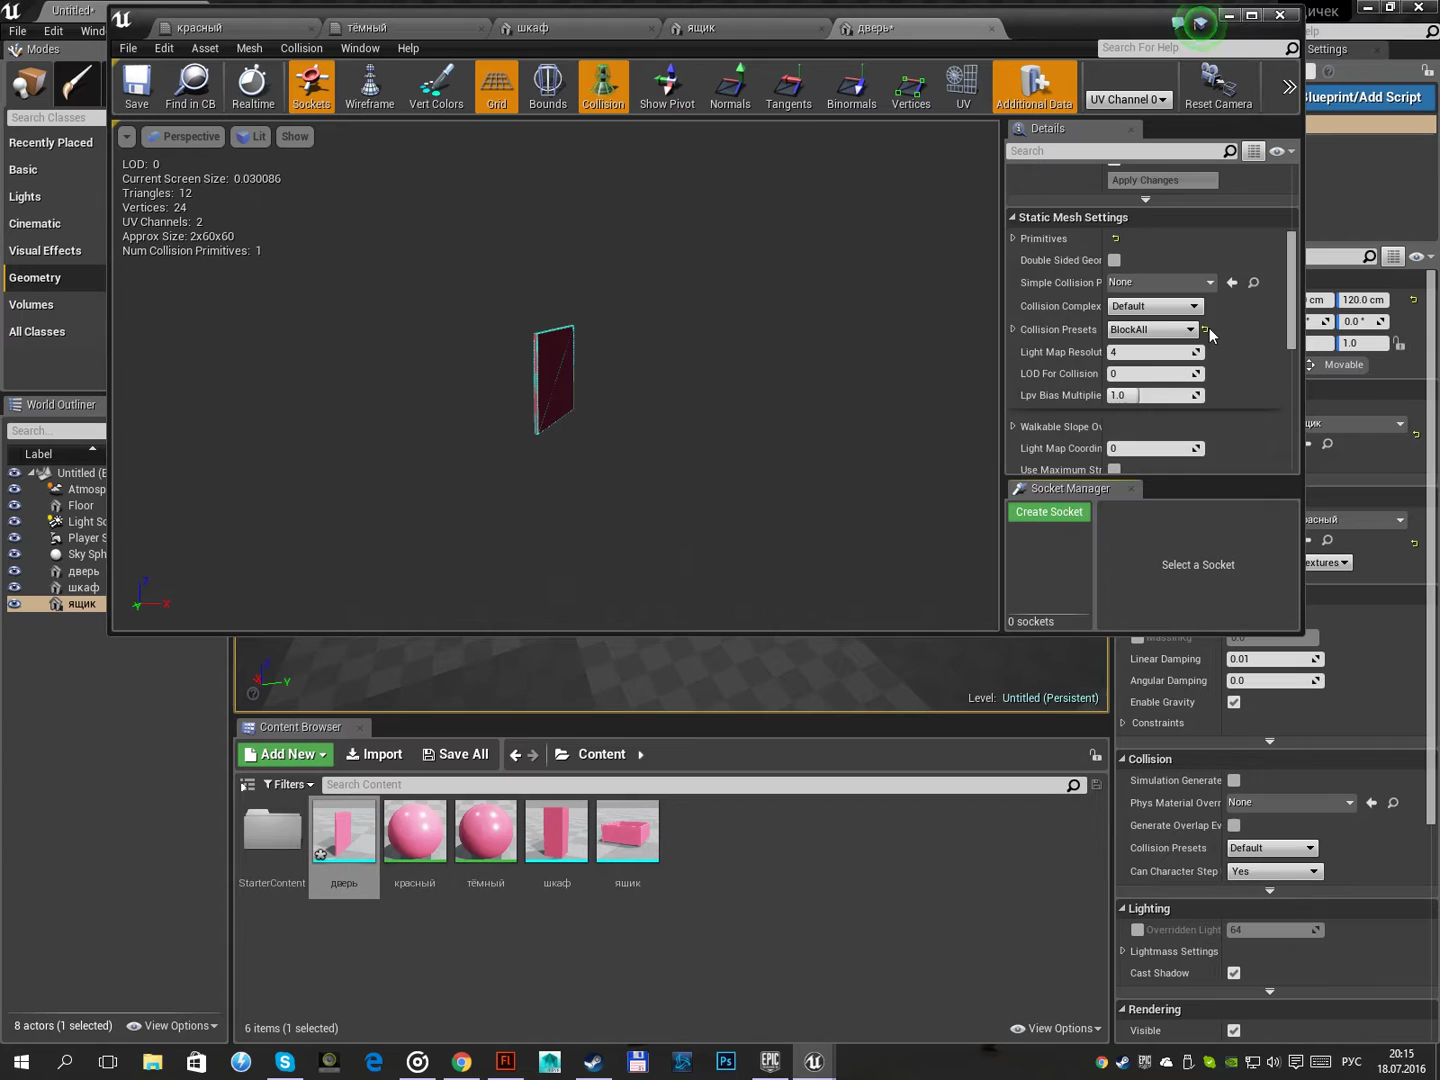 Untitled*
красный
тёмный
шкаф
ящик
дверь*
дичек
File
Edit
Wind
File
Edit
Asset
Mesh
Collision
Window
Help
Search For Help
Modes
Settings
Save
Find in CB
Realtime
Sockets
Wireframe
Vert Colors
Grid
Bounds
Collision
Show Pivot
Normals
Tangents
Binormals
Vertices
UV
Additional Data
UV Channel 0
Reset Camera
Blueprint/Add Script
Search Classes
Recently Placed
Basic
Lights
Cinematic
Visual Effects
Geometry
Volumes
All Classes
Perspective
Lit
Show
LOD: 0
Current Screen Size: 0.030086
Triangles: 12
Vertices: 24
UV Channels: 2
Approx Size: 2x60x60
Num Collision Primitives: 1
Details
Search
Apply Changes
Static Mesh Settings
Primitives
Double Sided Geor
Simple Collision P
None
Collision Complex
Default
Collision Presets
BlockAll
Light Map Resolut
4
LOD For Collision
0
Lpv Bias Multiplie
1.0
Walkable Slope Ov
Light Map Coordin
0
Use Maximum Str
Socket Manager
Create Socket
Select a Socket
0 sockets
cm
120.0 cm
0.0 °
1.0
Movable
щик
асный
extures
World Outliner
Search...
Label
Untitled (E
Atmosp
Floor
Light Sc
Player S
Sky Sph
дверь
шкаф
ящик
8 actors (1 selected)
View Options
Level: Untitled (Persistent)
Content Browser
Add New
Import
Save All
Content
Filters
Search Content
StarterContent
дверь
красный
тёмный
шкаф
яшик
6 items (1 selected)
View Options
MassInKg
0.0
Linear Damping
0.01
Angular Damping
0.0
Enable Gravity
Constraints
Collision
Simulation Generate
Phys Material Overr
None
Generate Overlap Ev
Collision Presets
Default
Can Character Step
Yes
Lighting
Overridden Light
64
Lightmass Settings
Cast Shadow
Rendering
Visible
РУС
20:15
18.07.2016